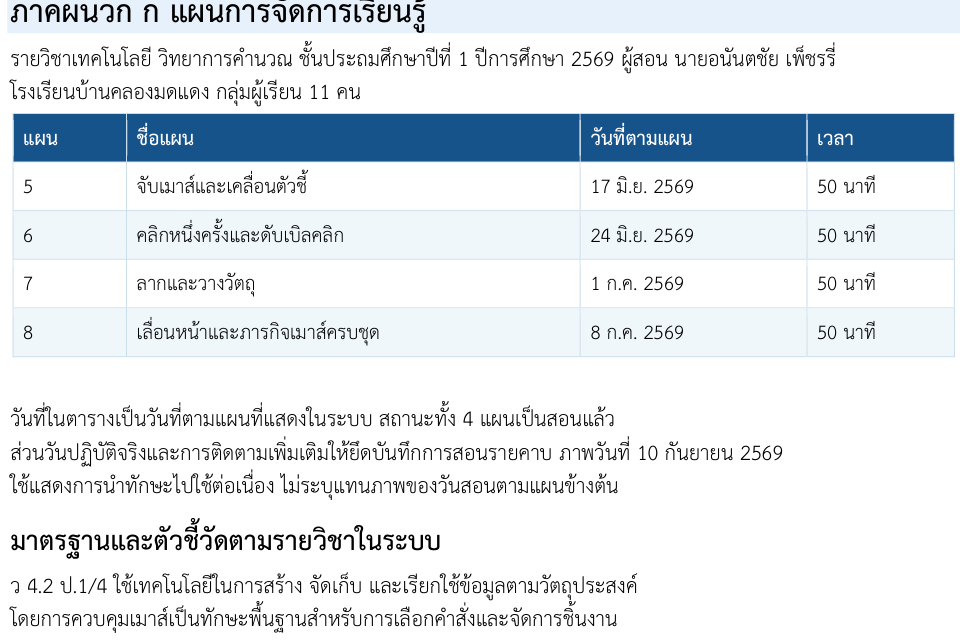 ภาคผนวก ก แผนการจัดการเรียนรู้
รายวิชาเทคโนโลยี วิทยาการคำนวณ ชั้นประถมศึกษาปีที่ 1 ปีการศึกษา 2569 ผู้สอน นายอนันตชัย เพ็ชรรี่
โรงเรียนบ้านคลองมดแดง กลุ่มผู้เรียน 11 คน
แผน ชื่อแผน วันที่ตามแผน เวลา
5 จับเมาส์และเคลื่อนตัวชี้ 17 มิ.ย. 2569 50 นาที
6 คลิกหนึ่งครั้งและดับเบิลคลิก 24 มิ.ย. 2569 50 นาที
7 ลากและวางวัตถุ 1 ก.ค. 2569 50 นาที
8 เลื่อนหน้าและภารกิจเมาส์ครบชุด 8 ก.ค. 2569 50 นาที
วันที่ในตารางเป็นวันที่ตามแผนที่แสดงในระบบ สถานะทั้ง 4 แผนเป็นสอนแล้ว
ส่วนวันปฏิบัติจริงและการติดตามเพิ่มเติมให้ยึดบันทึกการสอนรายคาบ ภาพวันที่ 10 กันยายน 2569
ใช้แสดงการนำทักษะไปใช้ต่อเนื่อง ไม่ระบุแทนภาพของวันสอนตามแผนข้างต้น
มาตรฐานและตัวชี้วัดตามรายวิชาในระบบ
ว 4.2 ป.1/4 ใช้เทคโนโลยีในการสร้าง จัดเก็บ และเรียกใช้ข้อมูลตามวัตถุประสงค์
โดยการควบคุมเมาส์เป็นทักษะพื้นฐานสำหรับการเลือกคำสั่งและจัดการชิ้นงาน